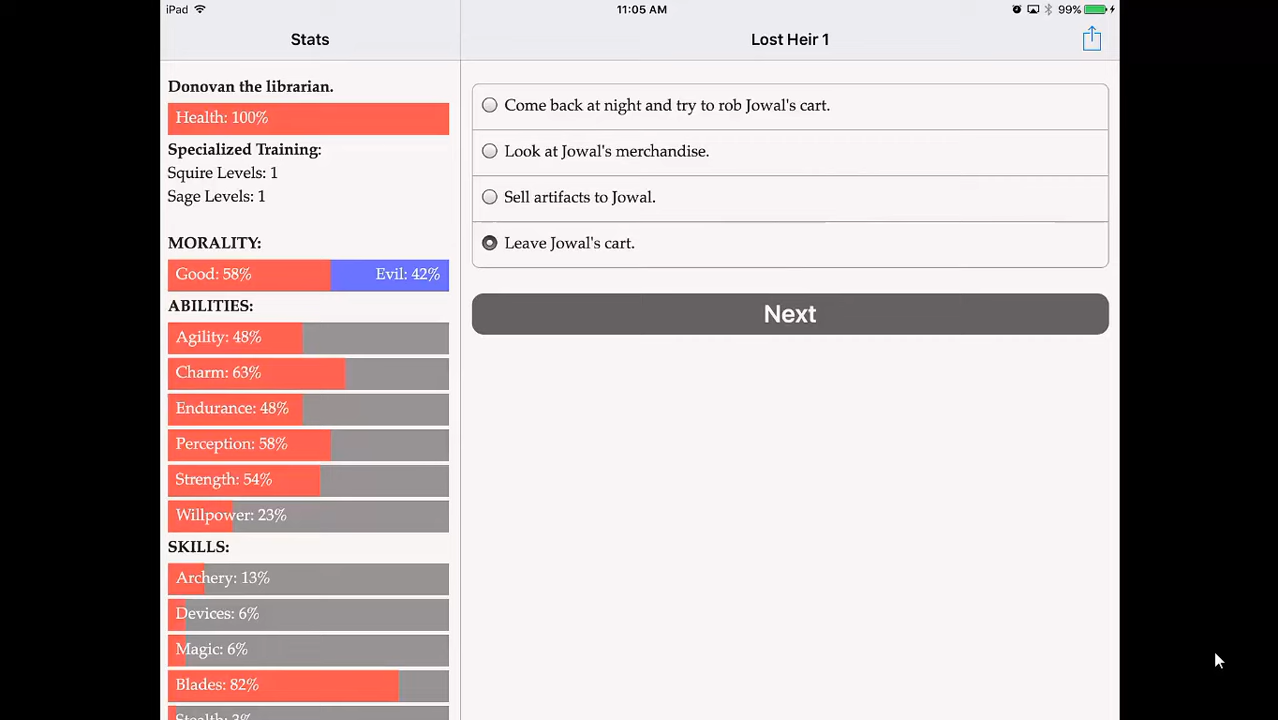 iPad
11:05 AM
99%
Stats
Lost Heir 1
Donovan the librarian.
Health: 100%
Specialized Training:
Squire Levels: 1
Sage Levels: 1
MORALITY:
Good: 58% Evil: 42%
ABILITIES:
Agility: 48%
Charm: 63%
Endurance: 48%
Perception: 58%
Strength: 54%
Willpower: 23%
SKILLS:
Archery: 13%
Devices: 6%
Magic: 6%
Blades: 82%
Stealth: 3%
Come back at night and try to rob Jowal's cart.
Look at Jowal's merchandise.
Sell artifacts to Jowal.
Leave Jowal's cart.
Next